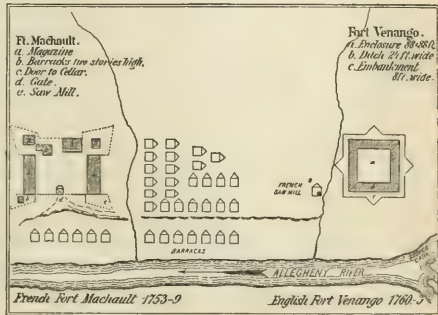 Ft. Machault.
a. Magazine
b. Barracks two stories high.
c. Door to Cellar.
d. Gate.
e. Saw Mill.
Fort Venango.
a. Enclosure 88×88 ft.
b. Ditch 24 ft. wide
c. Embankment
8 ft. wide.
FRENCH
SAW MILL
BARRACKS
ALLEGHENY RIVER
French Fort Machault 1753-9
English Fort Venango 1760-3